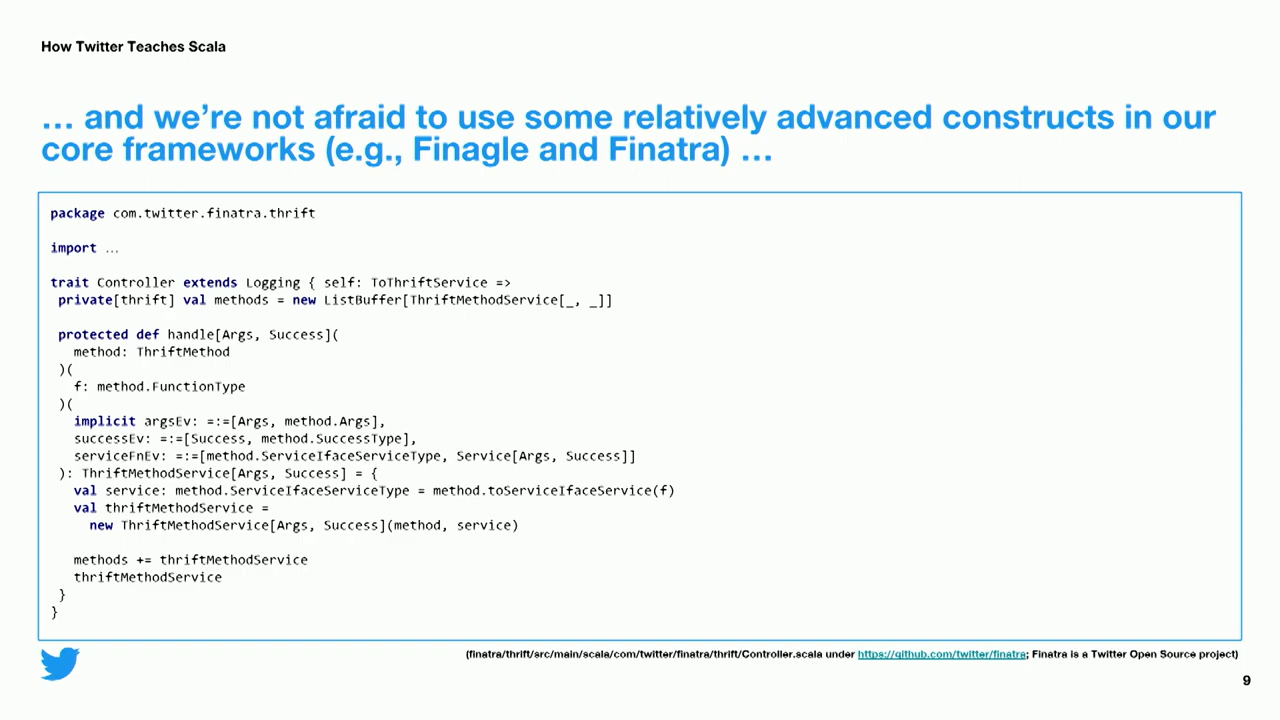 How Twitter Teaches Scala
… and we’re not afraid to use some relatively advanced constructs in our
core frameworks (e.g., Finagle and Finatra) …
package com.twitter.finatra.thrift
import …
trait Controller extends Logging { self: ToThriftService =>
private[thrift] val methods = new ListBuffer[ThriftMethodService[_, _]]
protected def handle[Args, Success](
method: ThriftMethod
)(
f: method.FunctionType
)(
implicit argsEv: =:=[Args, method.Args],
successEv: =:=[Success, method.SuccessType],
serviceFnEv: =:=[method.ServiceIfaceServiceType, Service[Args, Success]]
): ThriftMethodService[Args, Success] = {
val service: method.ServiceIfaceServiceType = method.toServiceIfaceService(f)
val thriftMethodService =
new ThriftMethodService[Args, Success](method, service)
methods += thriftMethodService
thriftMethodService
}
}
(finatra/thrift/src/main/scala/com/twitter/finatra/thrift/Controller.scala under https://github.com/twitter/finatra; Finatra is a Twitter Open Source project)
9